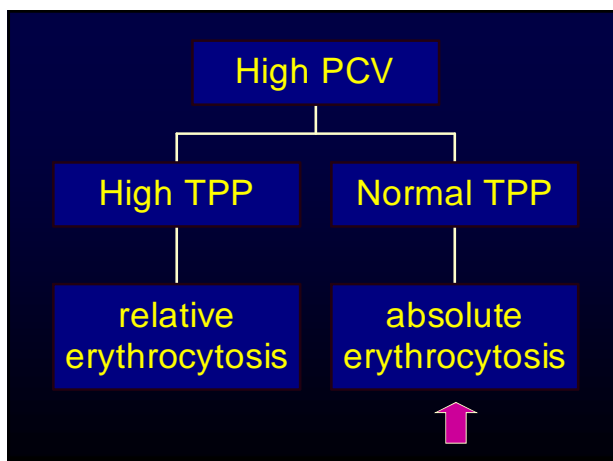 High PCV
High TPP
Normal TPP
relative
erythrocytosis
absolute
erythrocytosis